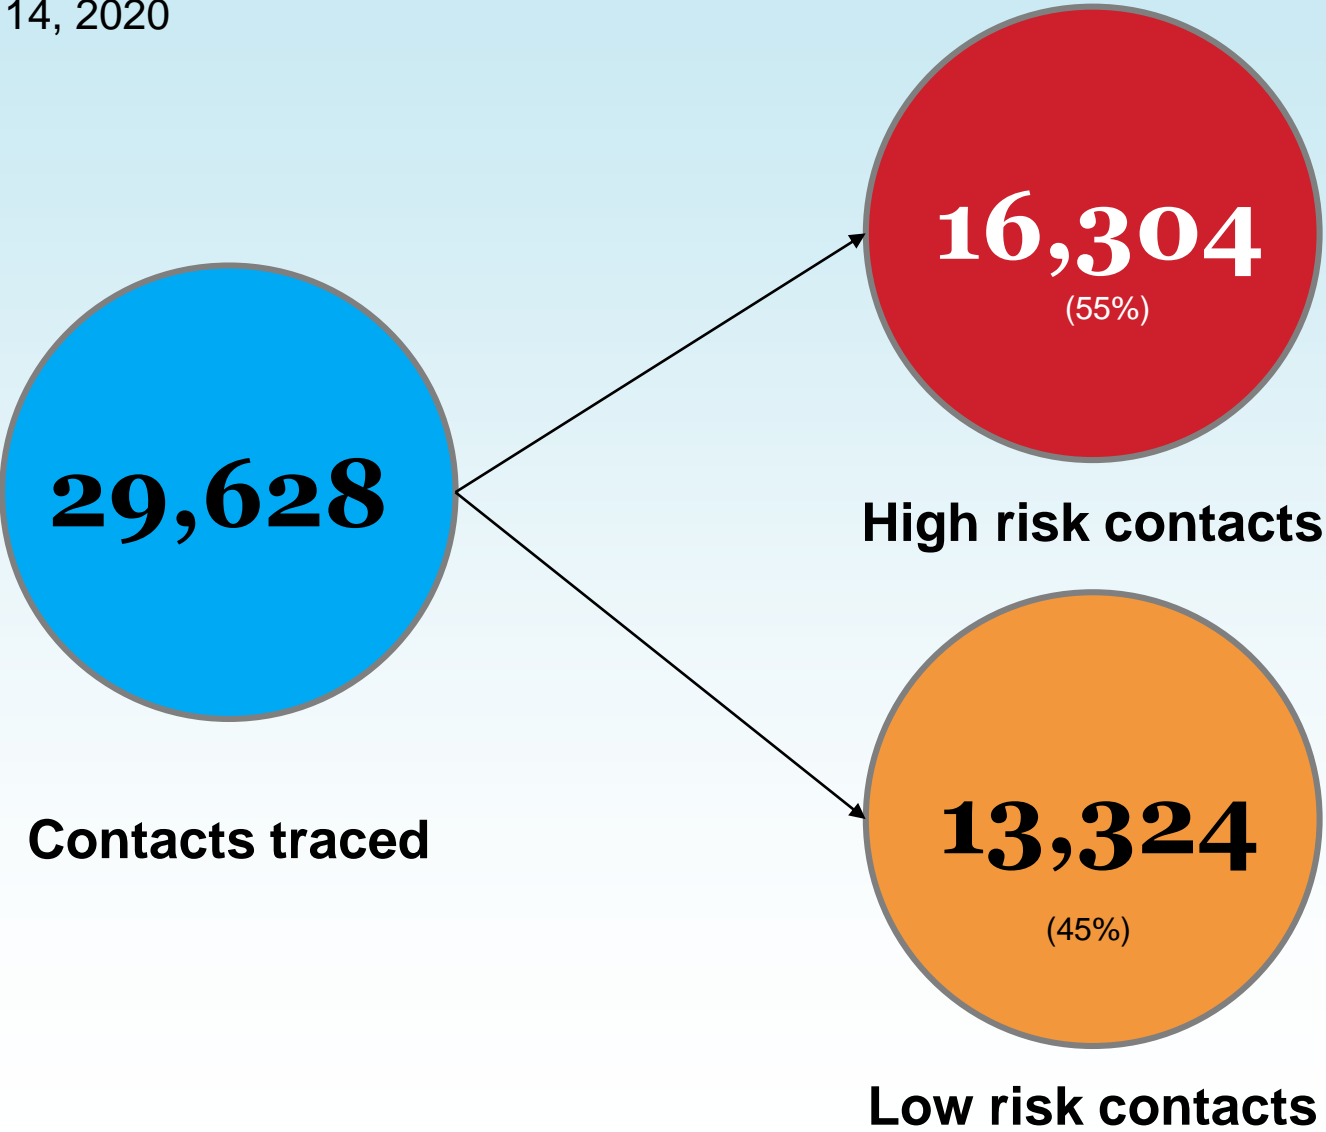 14, 2020
29,628
Contacts traced
16,304
(55%)
High risk contacts
13,324
(45%)
Low risk contacts